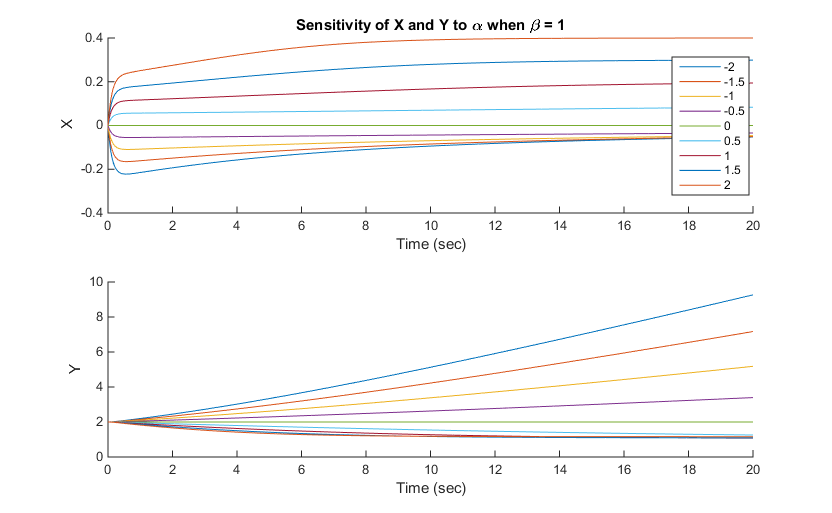 Sensitivity of X and Y to α when β = 1
0.4
0.2
0
-0.2
-0.4
X
-2
-1.5
-1
-0.5
0
0.5
1
1.5
2
0 2 4 6 8 10 12 14 16 18 20
Time (sec)
10
8
6
4
2
0
Y
0 2 4 6 8 10 12 14 16 18 20
Time (sec)